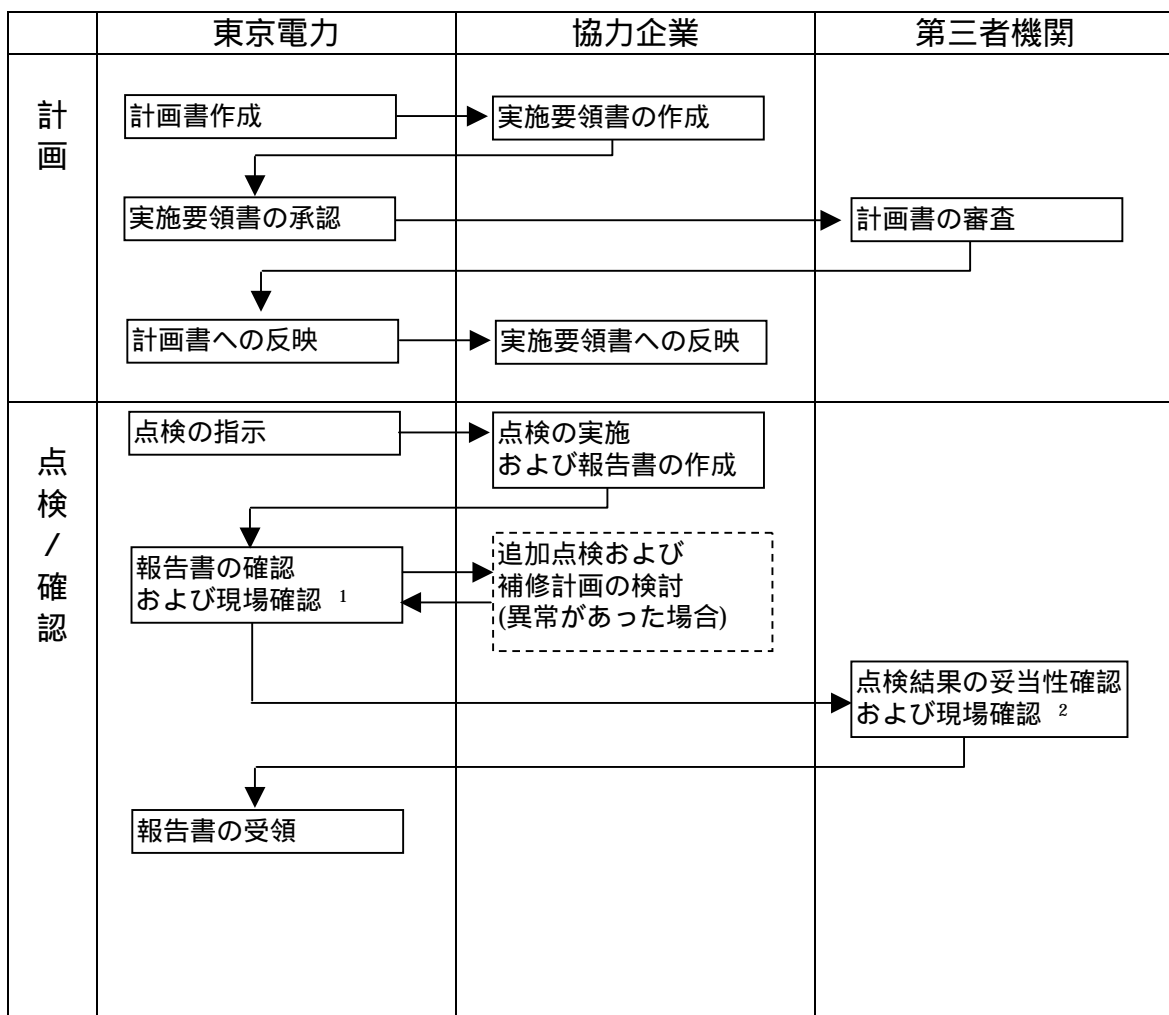 東京電力
協力企業
第三者機関
計画
計画書作成
実施要領書の作成
実施要領書の承認
計画書の審査
計画書への反映
実施要領書への反映
点検/確認
点検の指示
点検の実施
および報告書の作成
報告書の確認
および現場確認 1
追加点検および
補修計画の検討
(異常があった場合)
点検結果の妥当性確認
および現場確認 2
報告書の受領